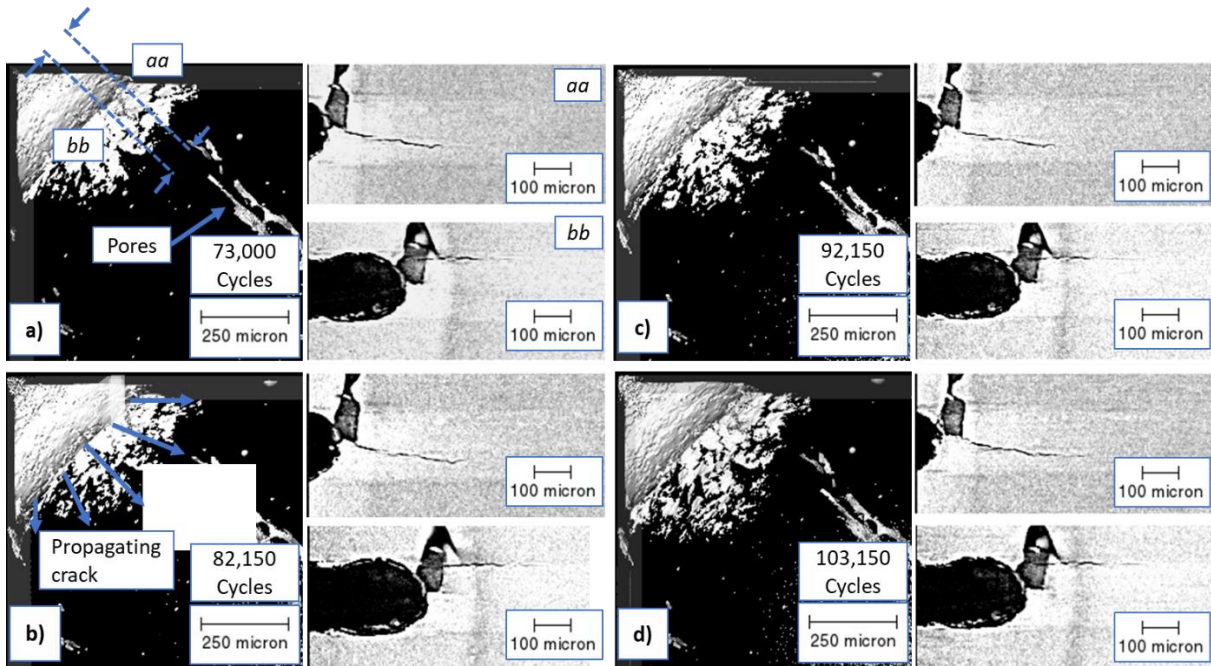 aa
bb
Pores
73,000
Cycles
250 micron
a)
aa
100 micron
bb
100 micron
92,150
Cycles
250 micron
c)
100 micron
100 micron
Propagating
crack
82,150
Cycles
250 micron
b)
100 micron
100 micron
103,150
Cycles
250 micron
d)
100 micron
100 micron